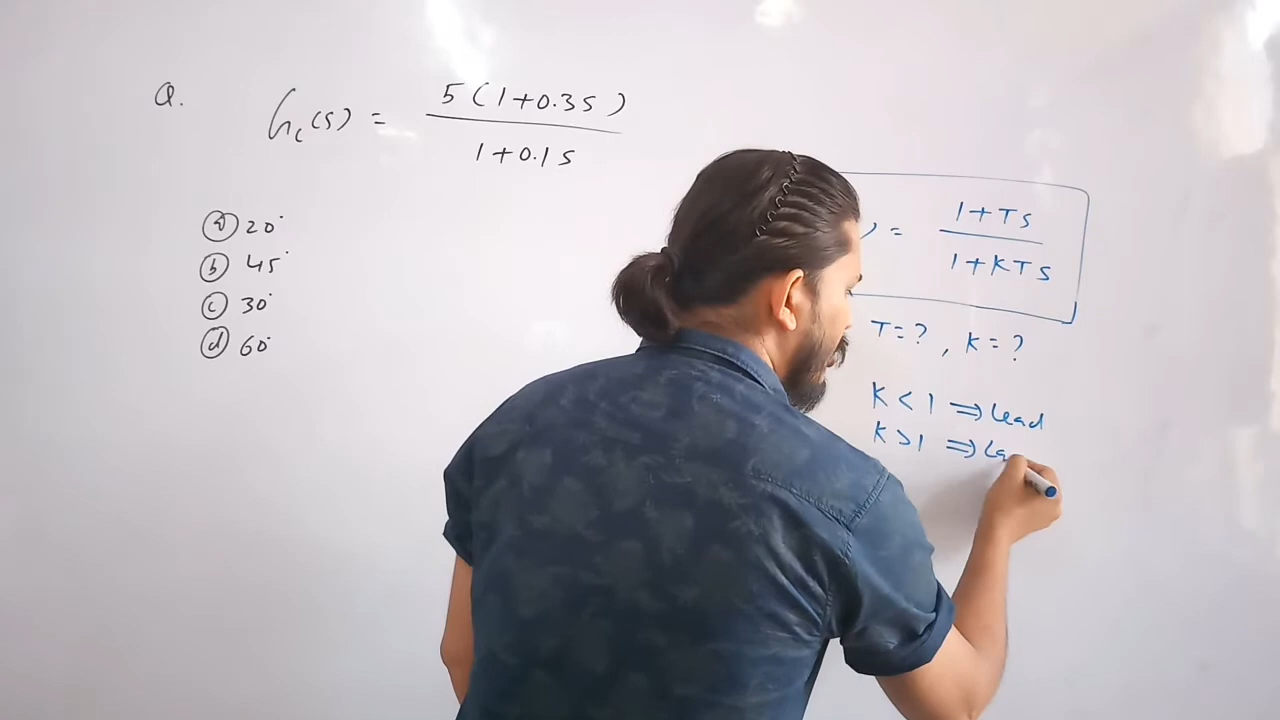 Q. Gc(s) = 5(1+0.3s)
1+0.1s
(a) 20°
(b) 45°
(c) 30°
(d) 60°
) = 1+Ts
1+KTs
T=? , K=?
K<1 ⇒ Lead
K>1 ⇒ La